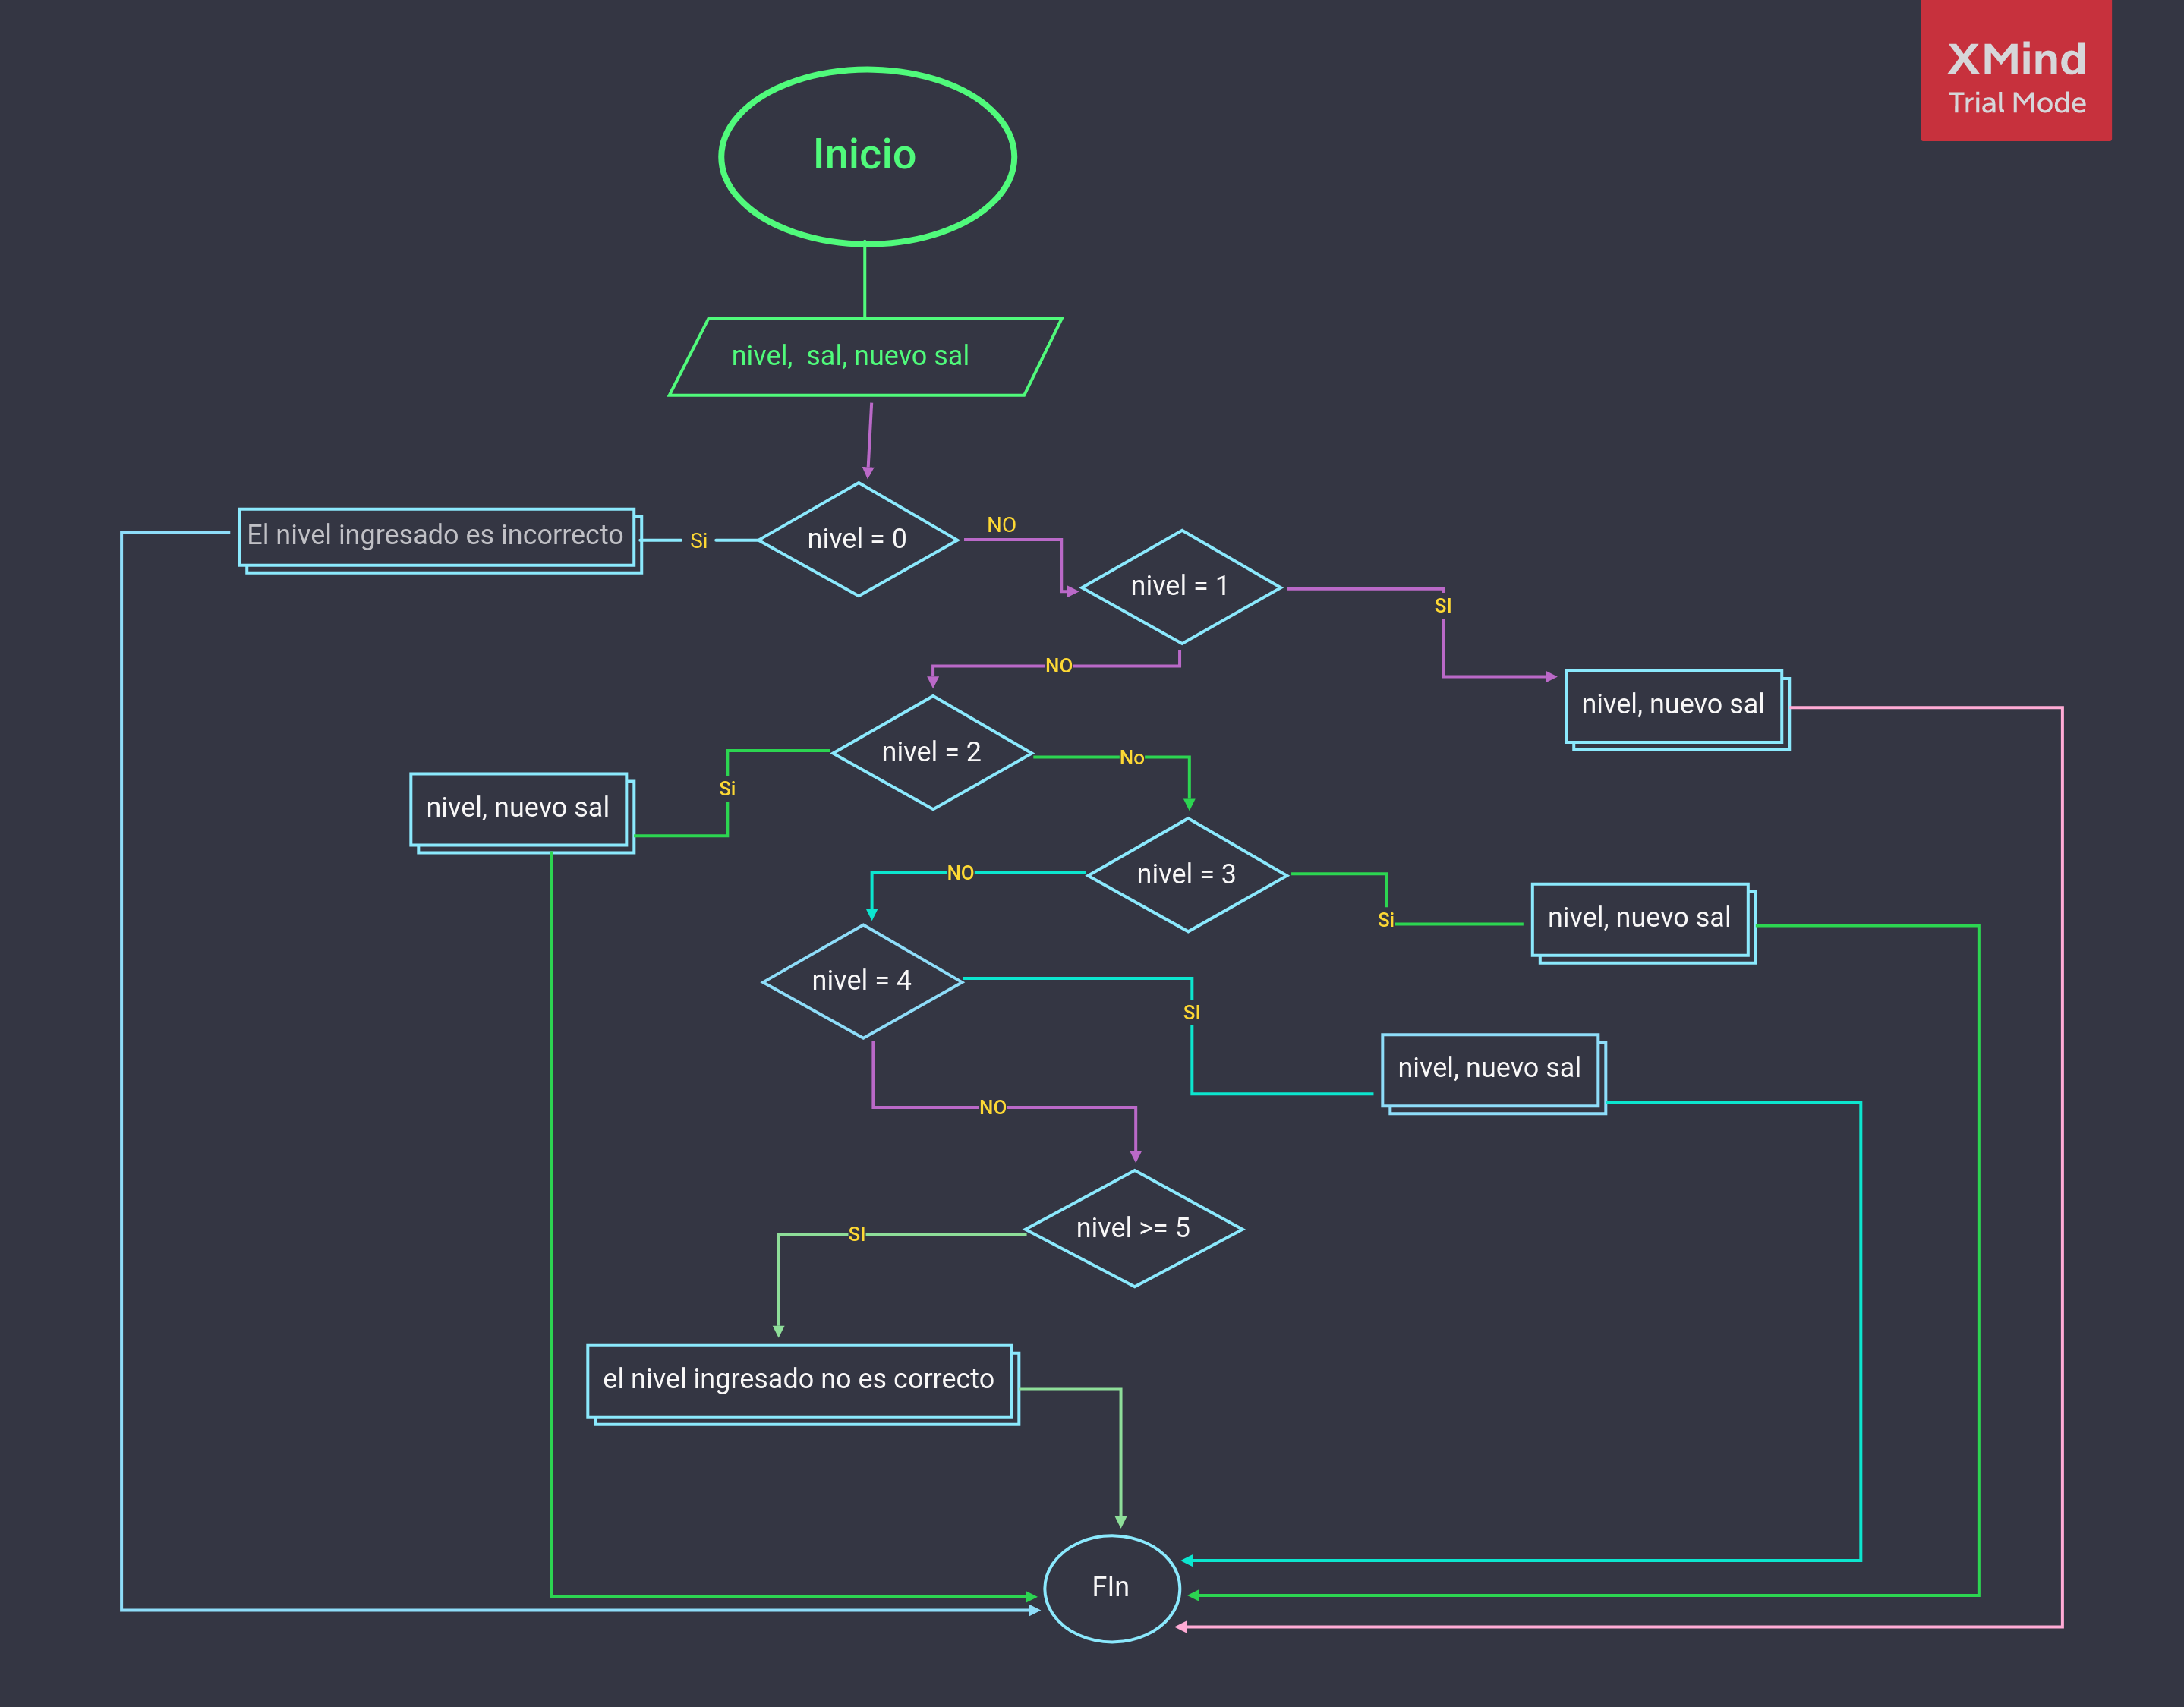 XMind
Trial Mode
Inicio
nivel,  sal, nuevo sal
El nivel ingresado es incorrecto
Si
nivel = 0
NO
nivel = 1
SI
NO
nivel, nuevo sal
nivel = 2
No
Si
nivel, nuevo sal
nivel = 3
NO
Si
nivel, nuevo sal
nivel = 4
SI
nivel, nuevo sal
NO
nivel >= 5
SI
el nivel ingresado no es correcto
FIn